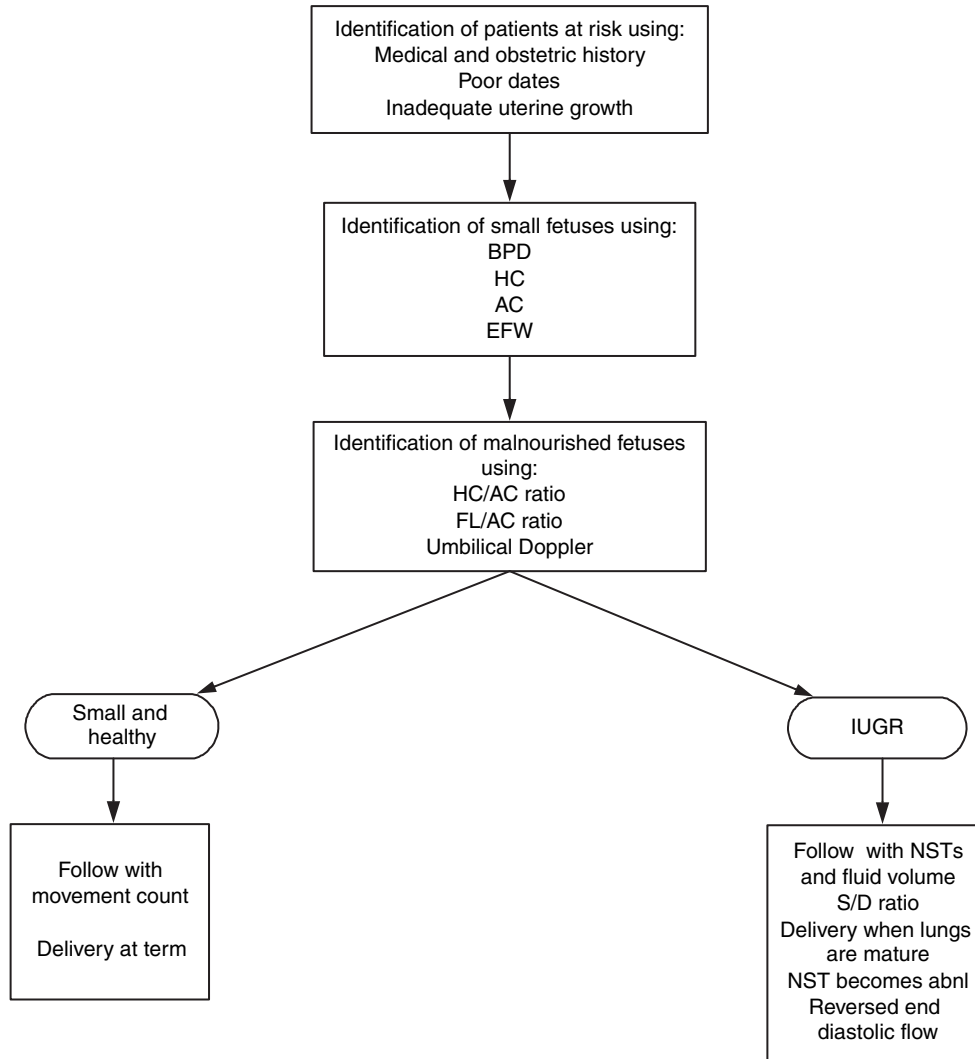 Identification of patients at risk using:
Medical and obstetric history
Poor dates
Inadequate uterine growth
Identification of small fetuses using:
BPD
HC
AC
EFW
Identification of malnourished fetuses
using:
HC/AC ratio
FL/AC ratio
Umbilical Doppler
Small and
healthy
IUGR
Follow with
movement count
Delivery at term
Follow with NSTs
and fluid volume
S/D ratio
Delivery when lungs
are mature
NST becomes abnl
Reversed end
diastolic flow